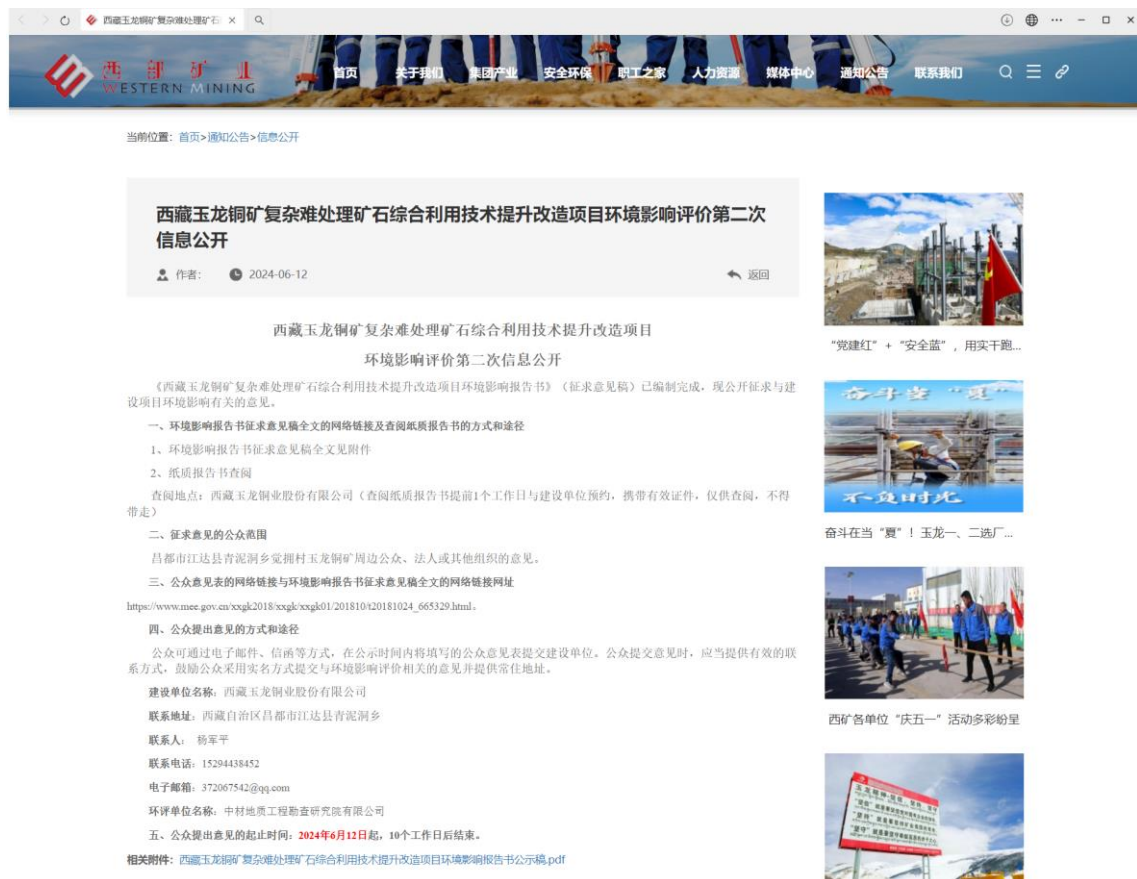 西藏玉龙铜矿复杂难处理矿石
西部矿业
WESTERN MINING
首页 关于我们 集团产业 安全环保 职工之家 人力资源 媒体中心 通知公告 联系我们
当前位置：首页>通知公告>信息公开
西藏玉龙铜矿复杂难处理矿石综合利用技术提升改造项目环境影响评价第二次
信息公开
作者： 2024-06-12 返回
西藏玉龙铜矿复杂难处理矿石综合利用技术提升改造项目
环境影响评价第二次信息公开
《西藏玉龙铜矿复杂难处理矿石综合利用技术提升改造项目环境影响报告书》（征求意见稿）已编制完成，现公开征求与建
设项目环境影响有关的意见。
一、环境影响报告书征求意见稿全文的网络链接及查阅纸质报告书的方式和途径
1、环境影响报告书征求意见稿全文见附件
2、纸质报告书查阅
查阅地点：西藏玉龙铜业股份有限公司（查阅纸质报告书提前1个工作日与建设单位预约，携带有效证件，仅供查阅，不得
带走）
二、征求意见的公众范围
昌都市江达县青泥洞乡觉拥村玉龙铜矿周边公众、法人或其他组织的意见。
三、公众意见表的网络链接与环境影响报告书征求意见稿全文的网络链接网址
https://www.mee.gov.cn/xxgk2018/xxgk/xxgk01/201810/t20181024_665329.html。
四、公众提出意见的方式和途径
公众可通过电子邮件、信函等方式，在公示时间内将填写的公众意见表提交建设单位。公众提交意见时，应当提供有效的联
系方式，鼓励公众采用实名方式提交与环境影响评价相关的意见并提供常住地址。
建设单位名称：西藏玉龙铜业股份有限公司
联系地址：西藏自治区昌都市江达县青泥洞乡
联系人： 杨军平
联系电话：15294438452
电子邮箱：372067542@qq.com
环评单位名称：中材地质工程勘查研究院有限公司
五、公众提出意见的起止时间：2024年6月12日起，10个工作日后结束。
相关附件：西藏玉龙铜矿复杂难处理矿石综合利用技术提升改造项目环境影响报告书公示稿.pdf
“党建红”+“安全蓝”，用实干跑...
奋斗当“夏”
不负时光
奋斗在当“夏”！玉龙一、二选厂...
西矿各单位“庆五一”活动多彩纷呈